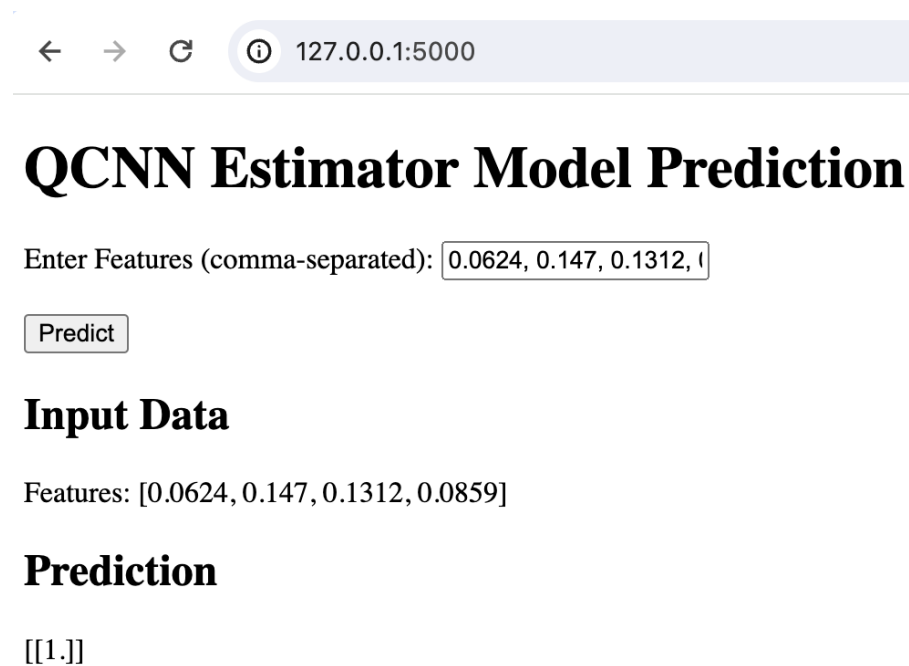 127.0.0.1:5000
QCNN Estimator Model Prediction
Enter Features (comma-separated): 0.0624, 0.147, 0.1312,
Predict
Input Data
Features: [0.0624, 0.147, 0.1312, 0.0859]
Prediction
[[1.]]